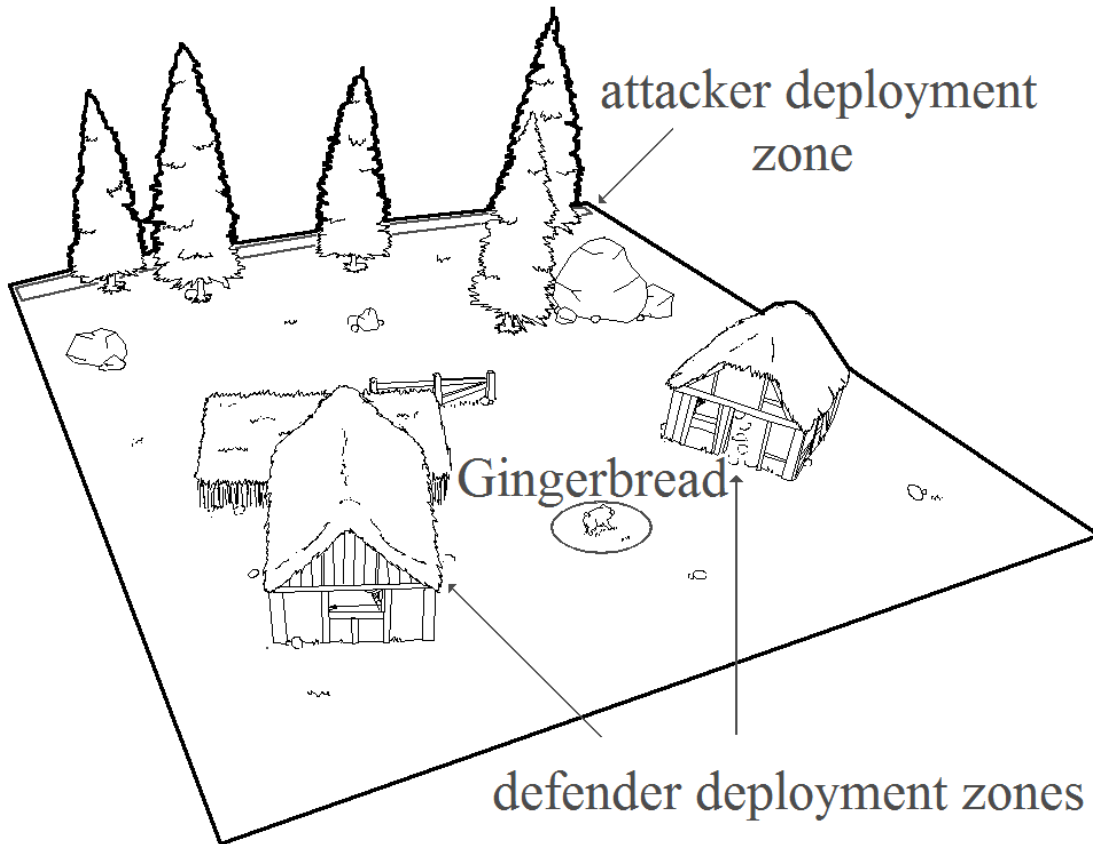 attacker deployment
zone
Gingerbread
defender deployment zones